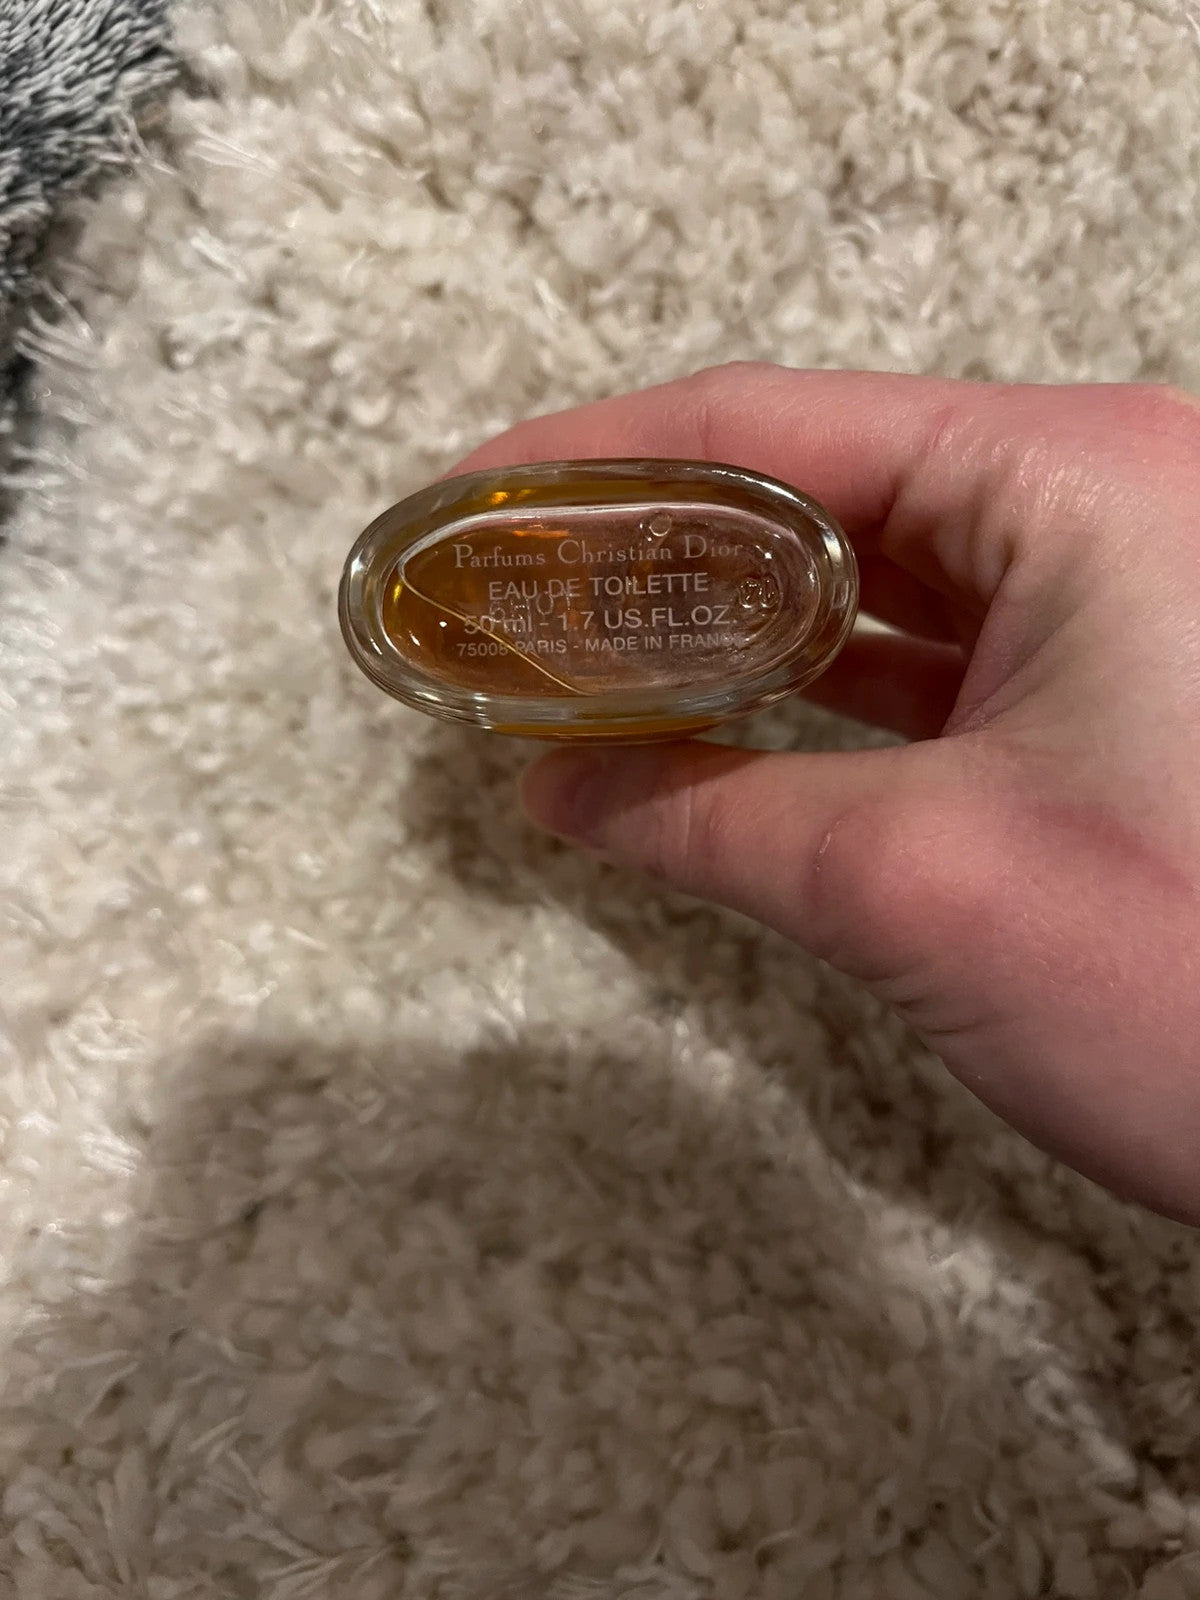 Parfums Christian Dior
EAU DE TOILETTE
50 ml - 1.7 US.FL.OZ.
75008 PARIS - MADE IN FRANCE